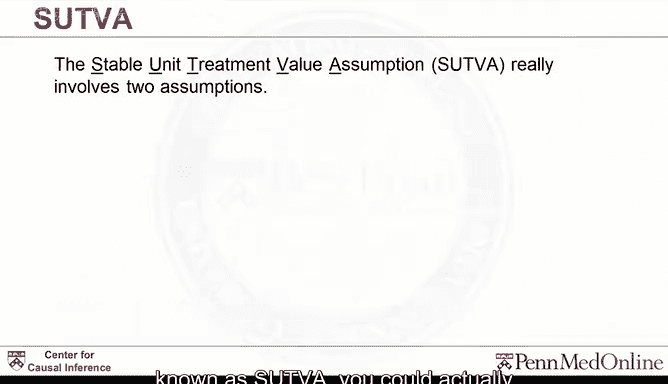 SUTVA
The Stable Unit Treatment Value Assumption (SUTVA) really
involves two assumptions.
Center for
Causal Inference
PennMedOnline
known as SUTVA, you could actually